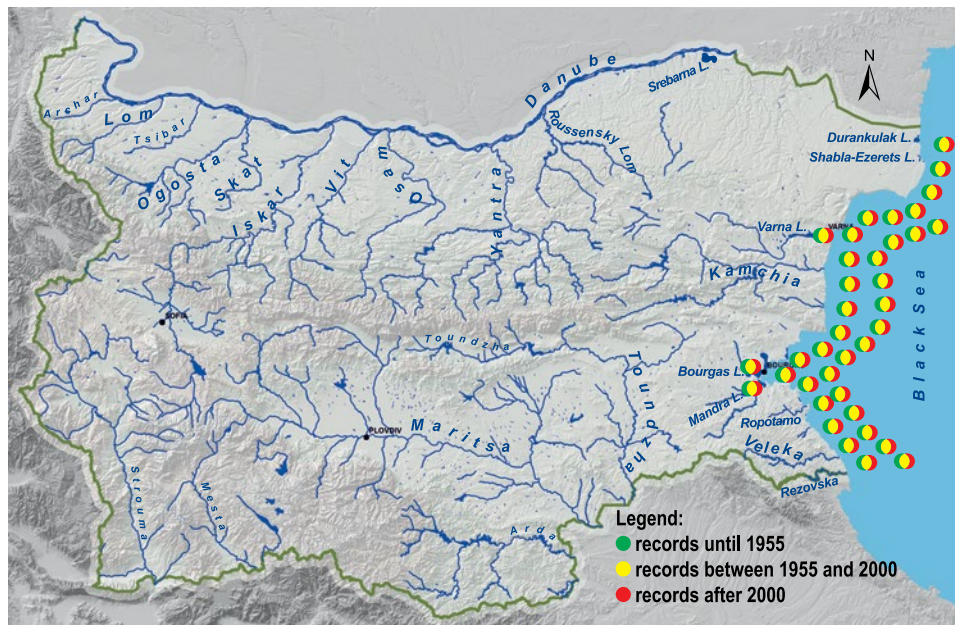 N
Danube
Srebarna L.
Archar
Lom
Tsibar
Roussensky Lom
Durankulak L.
Shabla-Ezerets L.
Ogosta
Skat
Vit
Osam
Iskar
Yantra
Varna L.
VARNA
Kamchia
Black Sea
SOFIA
Toundzha
Toundzha
Bourgas L.
Mandra L.
PLOVDIV
Maritsa
Ropotamo
Veleka
Strouma
Mesta
Rezovska
Arda
Legend:
records until 1955
records between 1955 and 2000
records after 2000